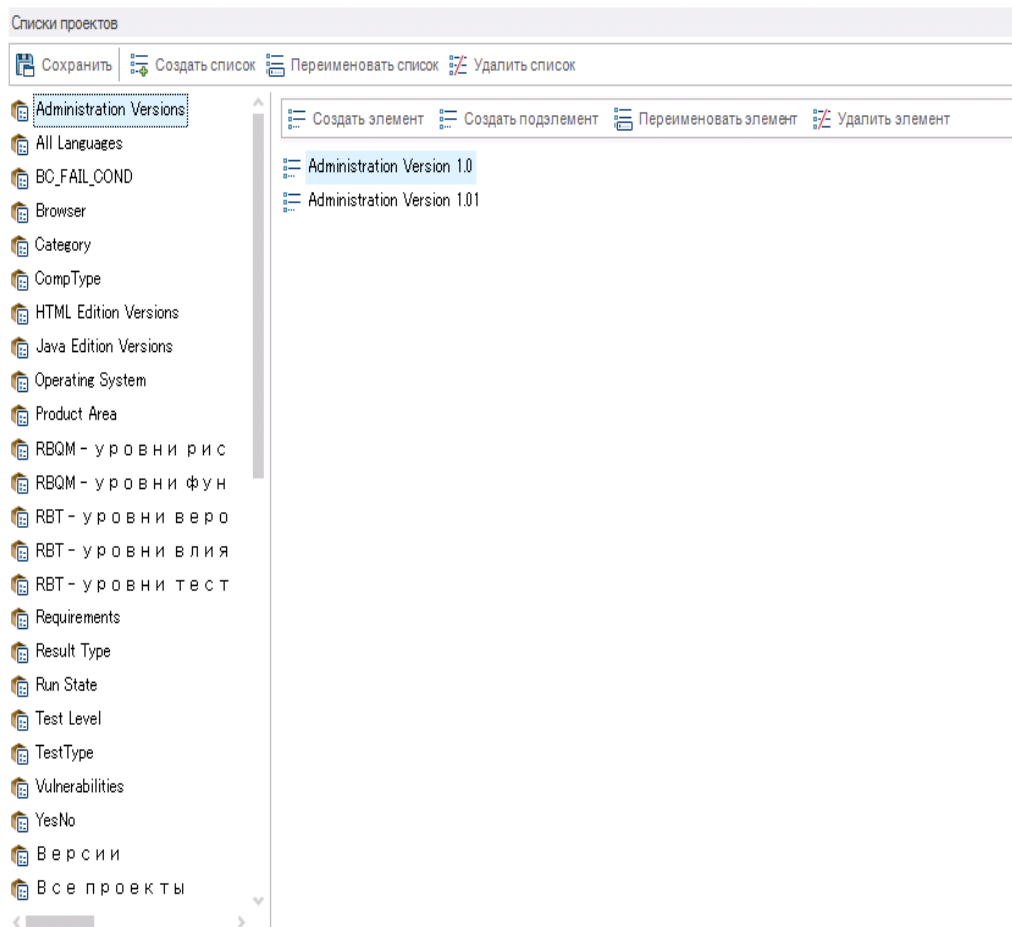 Списки проектов
Сохранить Создать список Переименовать список Удалить список
Administration Versions
All Languages
BC_FAIL_COND
Browser
Category
CompType
HTML Edition Versions
Java Edition Versions
Operating System
Product Area
RBQM - уровни рис
RBQM - уровни фун
RBT - уровни веро
RBT - уровни влия
RBT - уровни тест
Requirements
Result Type
Run State
Test Level
TestType
Vulnerabilities
YesNo
Версии
Все проекты
Создать элемент Создать подэлемент Переименовать элемент Удалить элемент
Administration Version 1.0
Administration Version 1.01